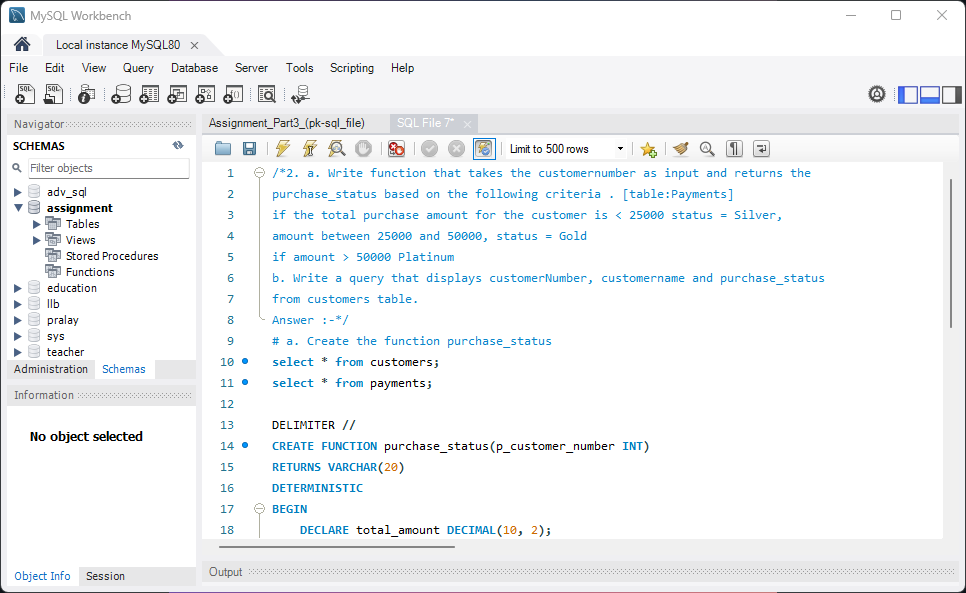 MySQL Workbench
Local instance MySQL80
File Edit View Query Database Server Tools Scripting Help
Navigator
SCHEMAS
Filter objects
adv_sql
assignment
Tables
Views
Stored Procedures
Functions
education
llb
pralay
sys
teacher
Administration Schemas
Information
No object selected
Object Info Session
Assignment_Part3_(pk-sql_file) SQL File 7*
Limit to 500 rows
1 /*2. a. Write function that takes the customernumber as input and returns the
2 purchase_status based on the following criteria . [table:Payments]
3 if the total purchase amount for the customer is < 25000 status = Silver,
4 amount between 25000 and 50000, status = Gold
5 if amount > 50000 Platinum
6 b. Write a query that displays customerNumber, customername and purchase_status
7 from customers table.
8 Answer :-*/
9 # a. Create the function purchase_status
10 select * from customers;
11 select * from payments;
12
13 DELIMITER //
14 CREATE FUNCTION purchase_status(p_customer_number INT)
15 RETURNS VARCHAR(20)
16 DETERMINISTIC
17 BEGIN
18 DECLARE total_amount DECIMAL(10, 2);
Output